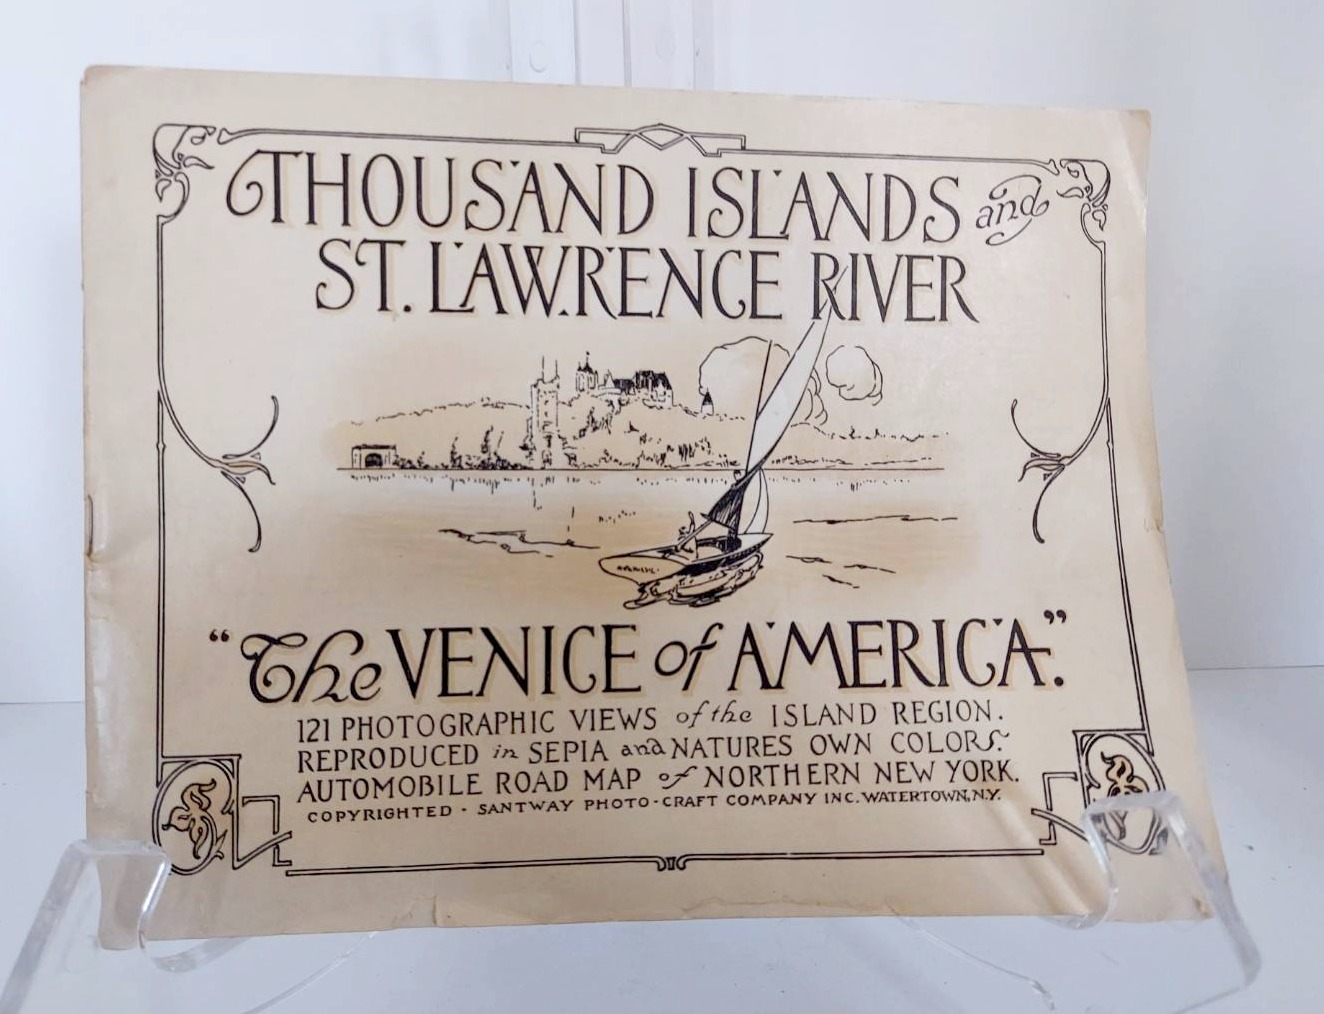 THOUSAND ISLANDS and
ST. LAWRENCE RIVER
"The VENICE of AMERICA."
121 PHOTOGRAPHIC VIEWS of the ISLAND REGION.
REPRODUCED in SEPIA and NATURES OWN COLORS.
AUTOMOBILE ROAD MAP of NORTHERN NEW YORK.
COPYRIGHTED - SANTWAY PHOTO-CRAFT COMPANY INC. WATERTOWN, N.Y.